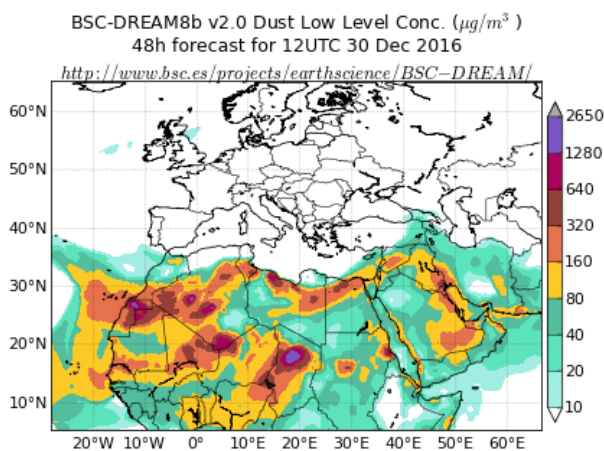 BSC-DREAM8b v2.0 Dust Low Level Conc. (μg/m³ )
48h forecast for 12UTC 30 Dec 2016
http://www.bsc.es/projects/earthscience/BSC−DREAM/
60°N
50°N
40°N
30°N
20°N
10°N
20°W 10°W 0° 10°E 20°E 30°E 40°E 50°E 60°E
2650
1280
640
320
160
80
40
20
10